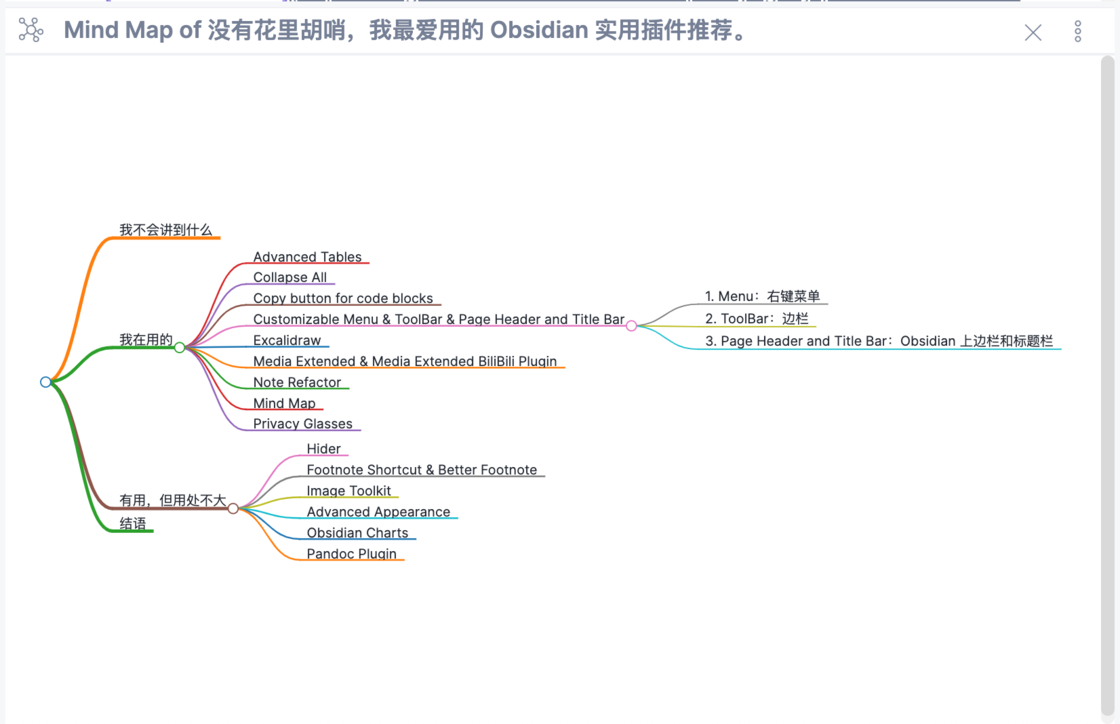 Mind Map of 没有花里胡哨，我最爱用的 Obsidian 实用插件推荐。
我不会讲到什么
我在用的
Advanced Tables
Collapse All
Copy button for code blocks
Customizable Menu & ToolBar & Page Header and Title Bar
1. Menu：右键菜单
2. ToolBar：边栏
3. Page Header and Title Bar：Obsidian 上边栏和标题栏
Excalidraw
Media Extended & Media Extended BiliBili Plugin
Note Refactor
Mind Map
Privacy Glasses
有用，但用处不大
Hider
Footnote Shortcut & Better Footnote
Image Toolkit
Advanced Appearance
Obsidian Charts
Pandoc Plugin
结语